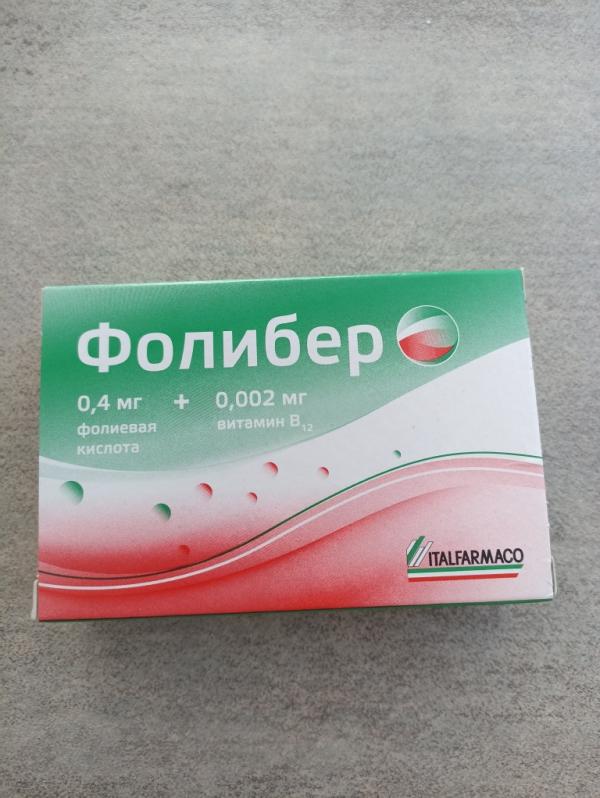 Фолибер
0,4 мг + 0,002 мг
фолиевая витамин B₁₂
кислота
ITALFARMACO